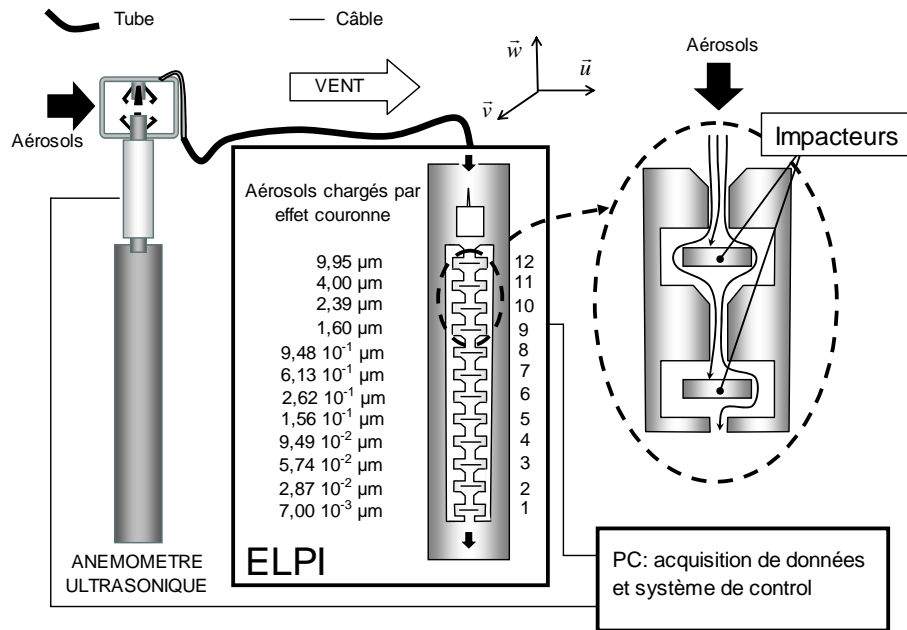 Tube
Câble
VENT
w
u
v
Aérosols
Aérosols
Impacteurs
Aérosols chargés par
effet couronne
9,95 µm 12
4,00 µm 11
2,39 µm 10
1,60 µm 9
9,48 10⁻¹ µm 8
6,13 10⁻¹ µm 7
2,62 10⁻¹ µm 6
1,56 10⁻¹ µm 5
9,49 10⁻² µm 4
5,74 10⁻² µm 3
2,87 10⁻² µm 2
7,00 10⁻³ µm 1
ELPI
ANEMOMETRE
ULTRASONIQUE
PC: acquisition de données
et système de control